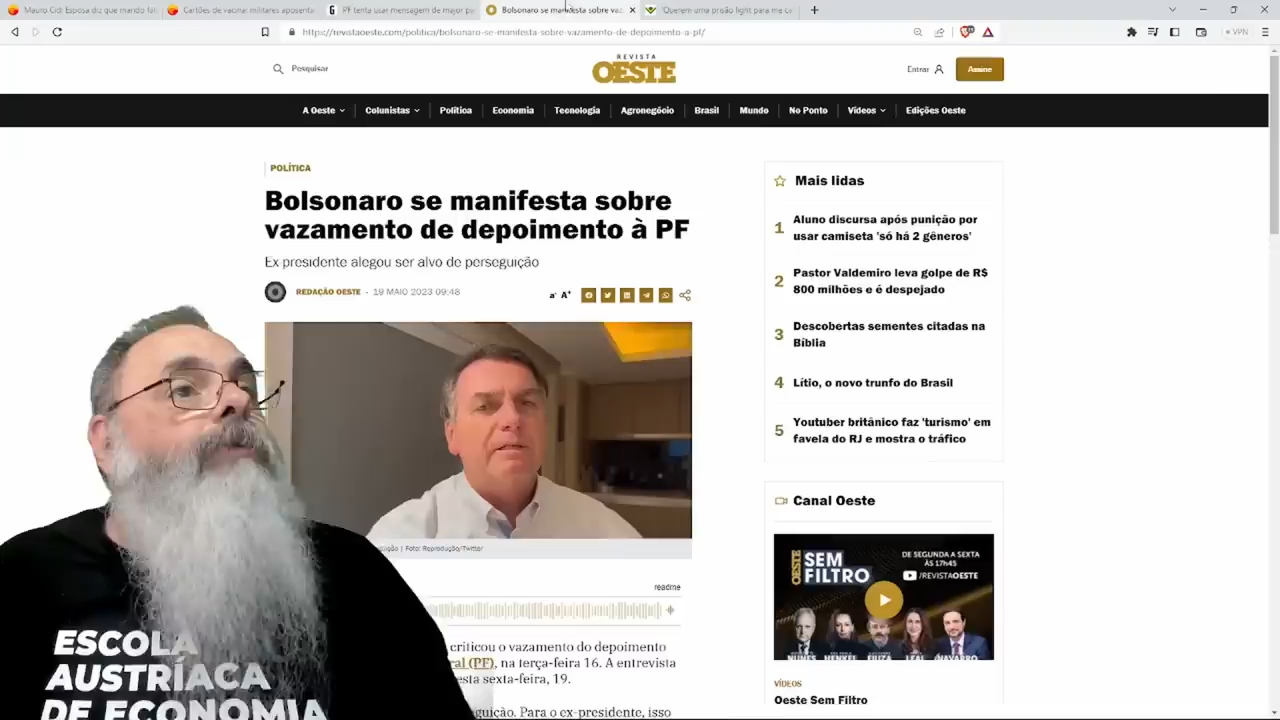 Mauro Cid: Esposa diz que mando fal
Cartões de vacina: militares aposenta
PF tenta usar mensagem de major pa
Bolsonaro se manifesta sobre vaz
'Querem uma prisão light para me c
https://revistaoeste.com/politica/bolsonaro-se-manifesta-sobre-vazamento-de-depoimento-a-pf/
VPN
Pesquisar
REVISTA
OESTE
Entrar
Assine
A Oeste
Colunistas
Política
Economia
Tecnologia
Agronegócio
Brasil
Mundo
No Ponto
Vídeos
Edições Oeste
POLÍTICA
Bolsonaro se manifesta sobre
vazamento de depoimento à PF
Ex presidente alegou ser alvo de perseguição
REDAÇÃO OESTE - 19 MAIO 2023 09:48
a- A+
| Foto: Reprodução/Twitter
readme
criticou o vazamento do depoimento
ral (PF), na terça-feira 16. A entrevista
esta sexta-feira, 19.
guição. Para o ex-presidente, isso
Mais lidas
1
Aluno discursa após punição por
usar camiseta 'só há 2 gêneros'
2
Pastor Valdemiro leva golpe de R$
800 milhões e é despejado
3
Descobertas sementes citadas na
Bíblia
4
Lítio, o novo trunfo do Brasil
5
Youtuber britânico faz 'turismo' em
favela do RJ e mostra o tráfico
Canal Oeste
OESTE
SEM
FILTRO
DE SEGUNDA A SEXTA
ÀS 17h45
/REVISTAOESTE
NUNES
HENKEL
FIUZA
LEAL
NAVARRO
VÍDEOS
Oeste Sem Filtro
ESCOLA
AUSTRÍACA
DE ECONOMIA